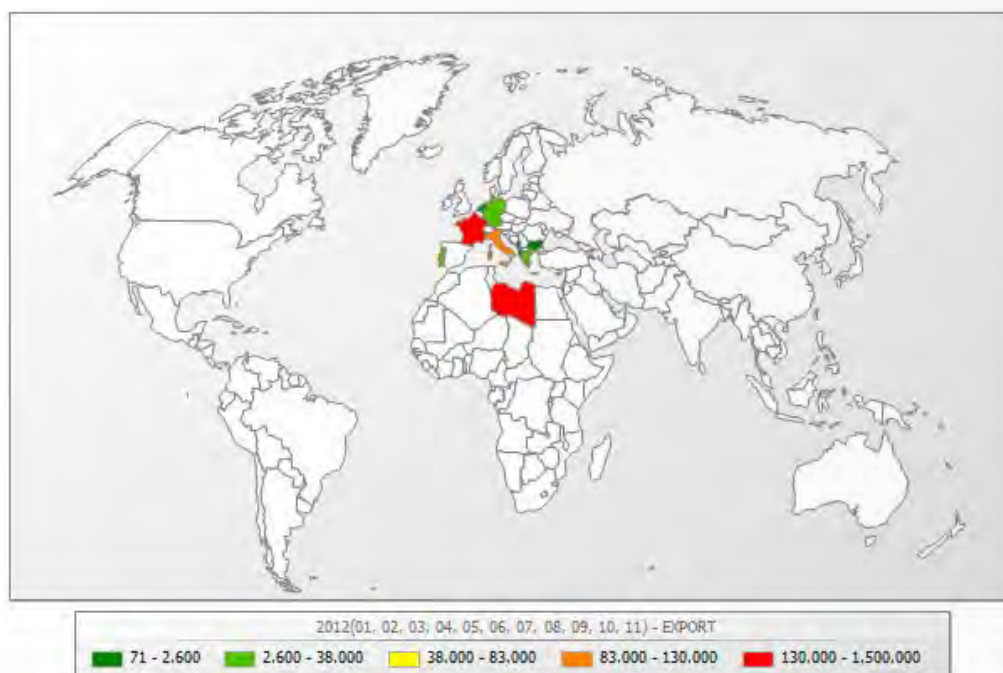 2012(01, 02, 03, 04, 05, 06, 07, 08, 09, 10, 11) - EXPORT
71 - 2.600 2.600 - 38.000 38.000 - 83,000 83.000 - 130.000 130.000 - 1.500.000